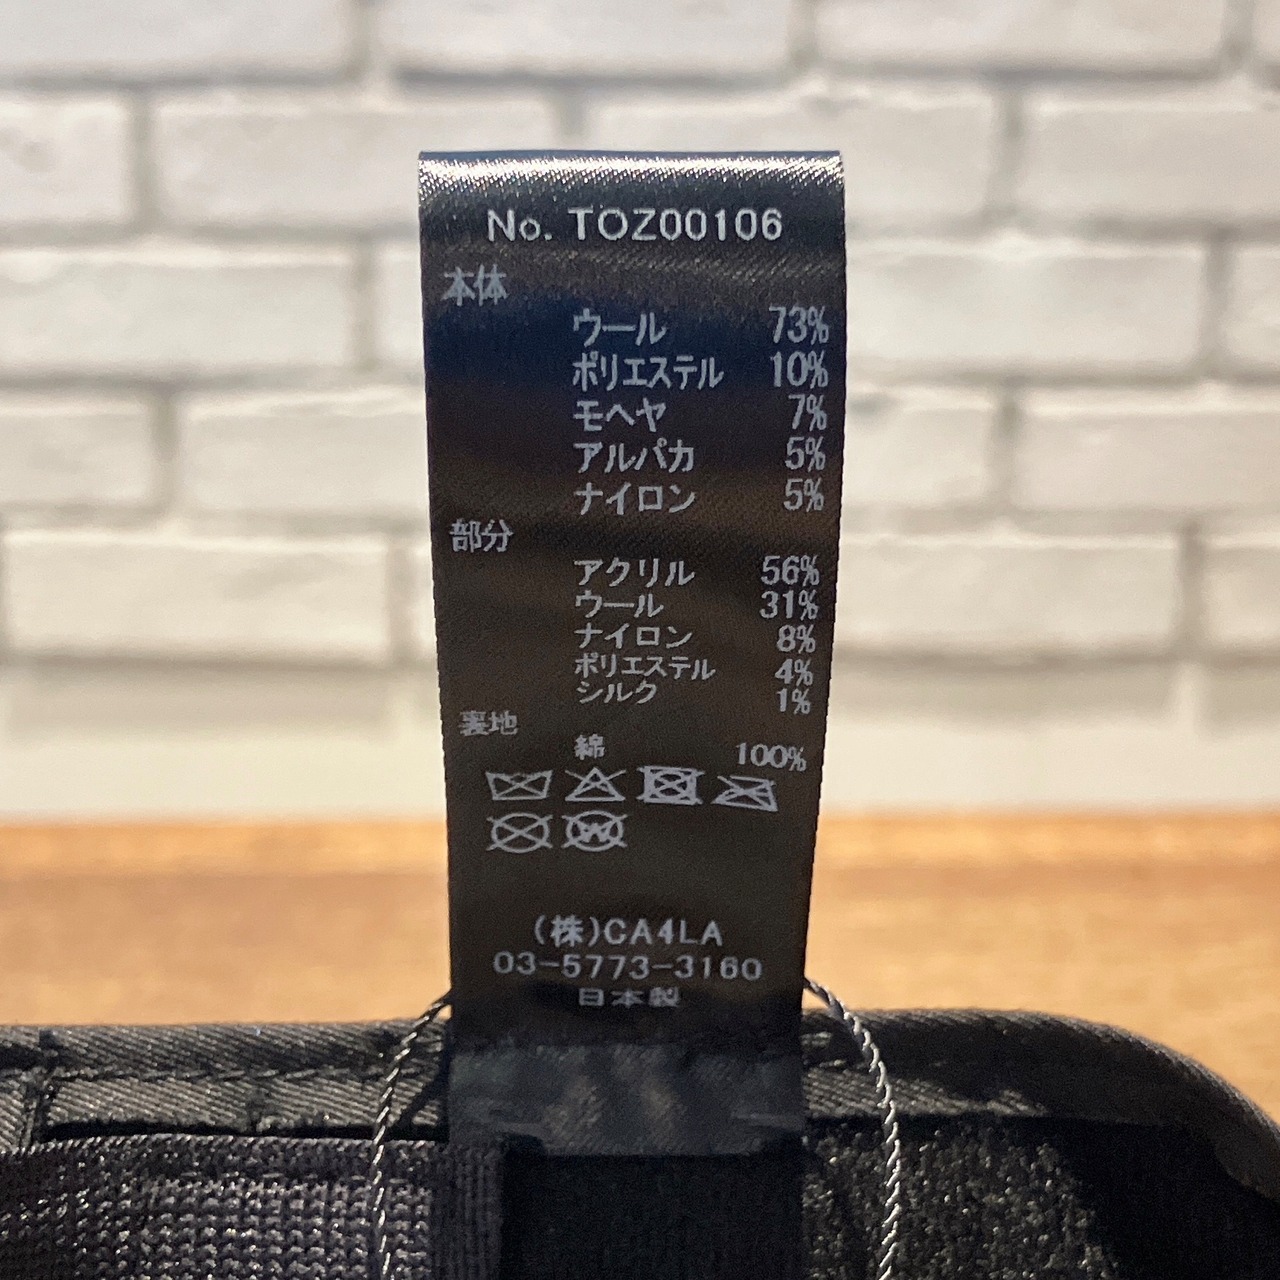 No. TOZ00106
本体
ウール 73%
ポリエステル 10%
モヘヤ 7%
アルパカ 5%
ナイロン 5%
部分
アクリル 56%
ウール 31%
ナイロン 8%
ポリエステル 4%
シルク 1%
裏地
綿 100%
W
(株)CA4LA
03-5773-3160
日本製